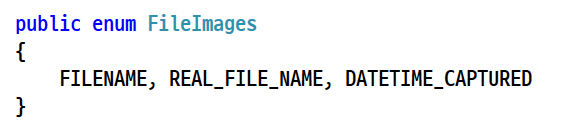 public enum FileImages
{
    FILENAME, REAL_FILE_NAME, DATETIME_CAPTURED
}